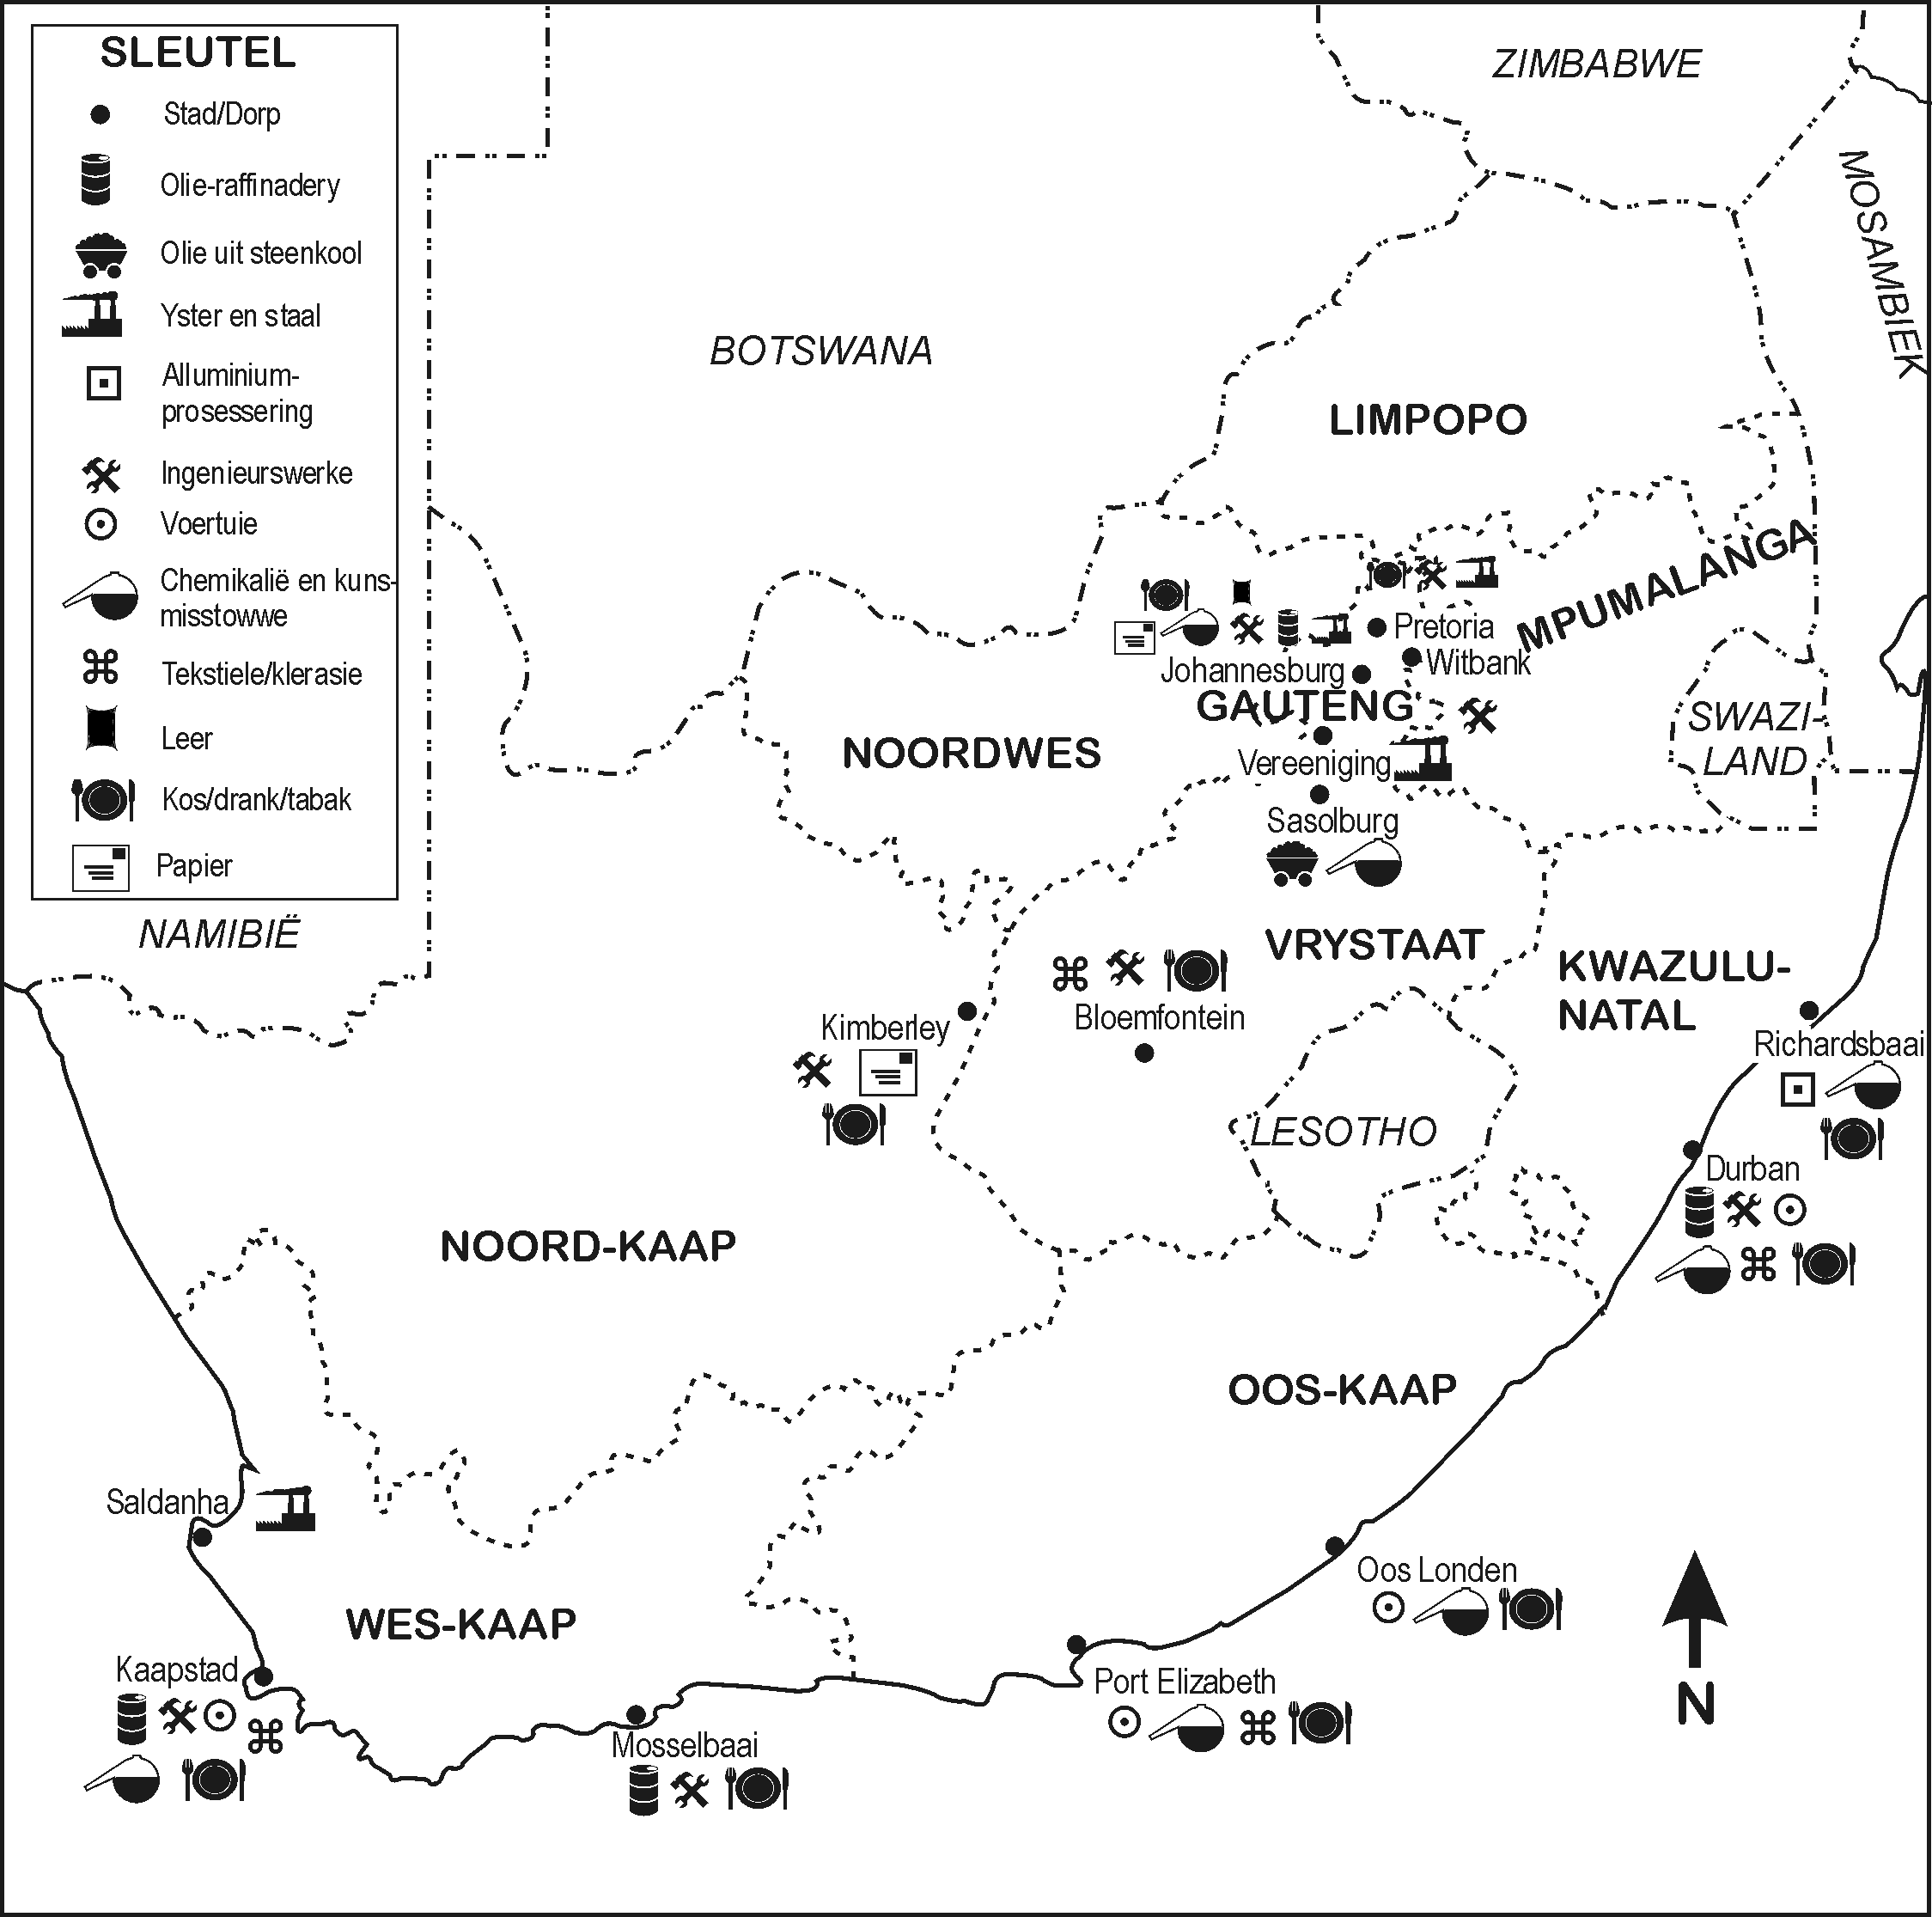 SLEUTEL
Stad/Dorp
Olie-raffinadery
Olie uit steenkool
Yster en staal
Alluminium-
prosessering
Ingenieurswerke
Voertuie
Chemikalië en kuns-
misstowwe
Tekstiele/klerasie
Leer
Kos/drank/tabak
Papier
ZIMBABWE
MOSAMBIEK
BOTSWANA
LIMPOPO
MPUMALANGA
Pretoria
Witbank
Johannesburg
GAUTENG
SWAZI-
LAND
NOORDWES
Vereeniging
Sasolburg
NAMIBIË
VRYSTAAT
KWAZULU-
NATAL
Kimberley
Bloemfontein
Richardsbaai
LESOTHO
Durban
NOORD-KAAP
OOS-KAAP
Saldanha
Oos Londen
WES-KAAP
Kaapstad
Port Elizabeth
Mosselbaai
N